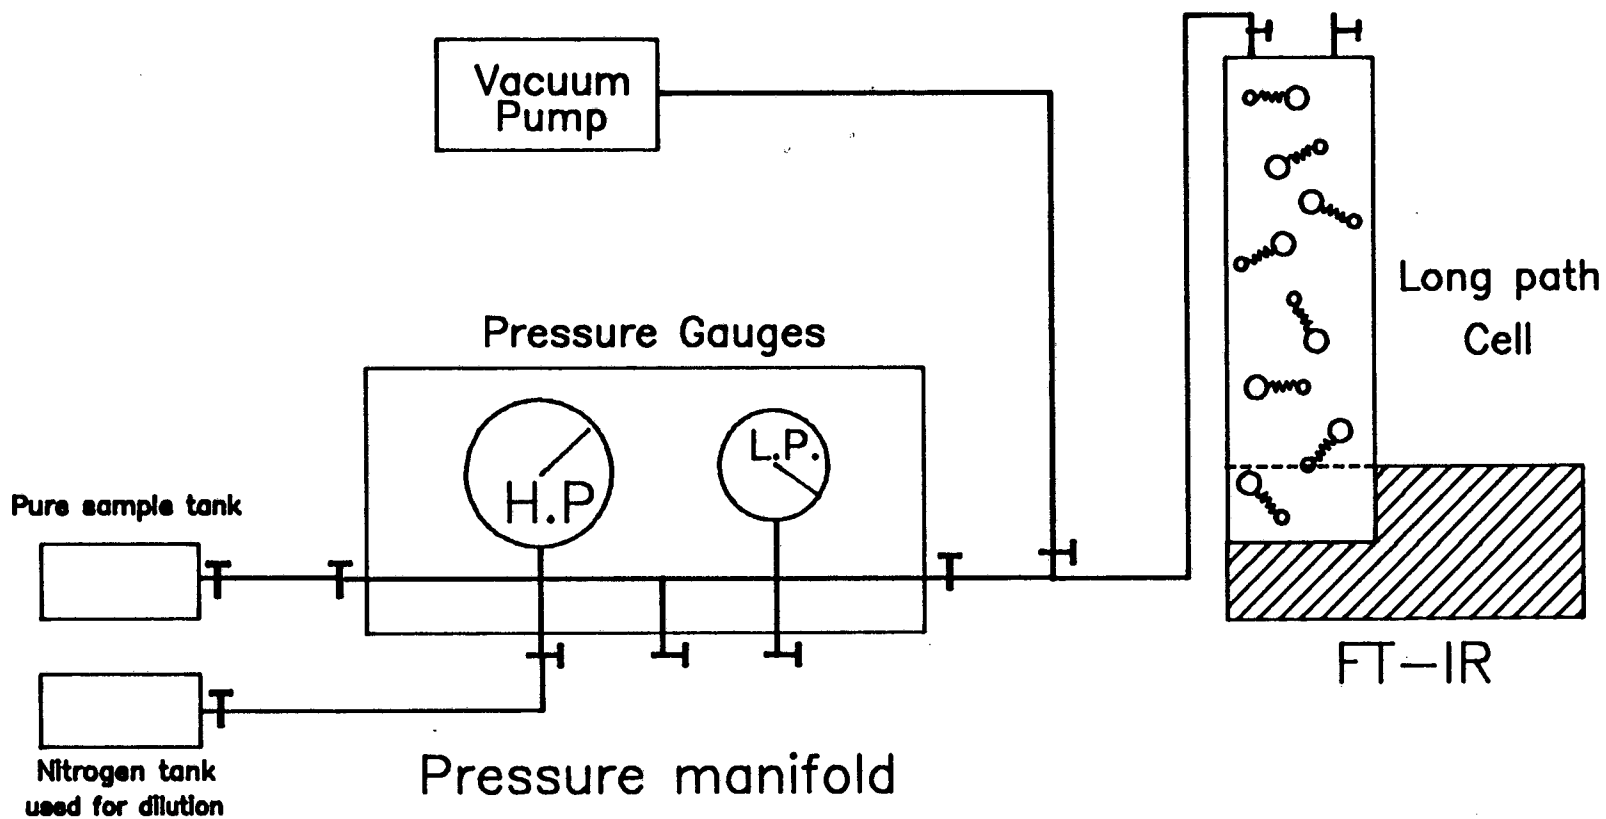 Vacuum
Pump
Long path
Cell
Pressure Gauges
H.P
L.P.
Pure sample tank
FT-IR
Nitrogen tank
used for dilution
Pressure manifold